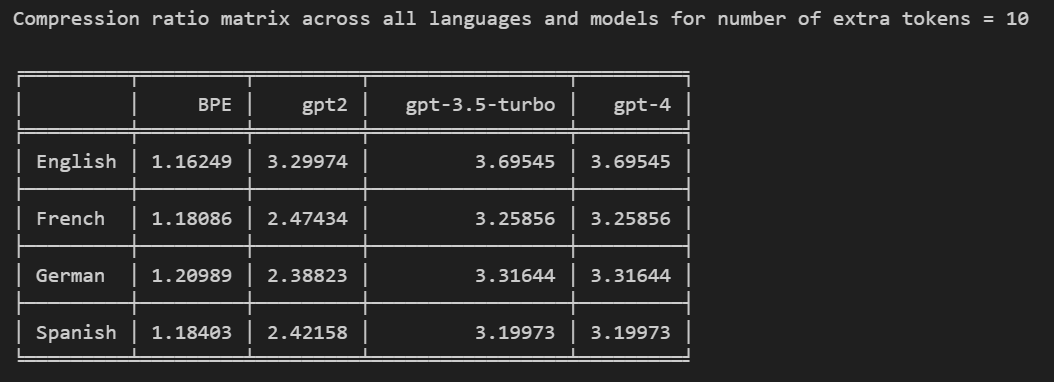 Compression ratio matrix across all languages and models for number of extra tokens = 10
BPE gpt2 gpt-3.5-turbo gpt-4
English 1.16249 3.29974 3.69545 3.69545
French 1.18086 2.47434 3.25856 3.25856
German 1.20989 2.38823 3.31644 3.31644
Spanish 1.18403 2.42158 3.19973 3.19973